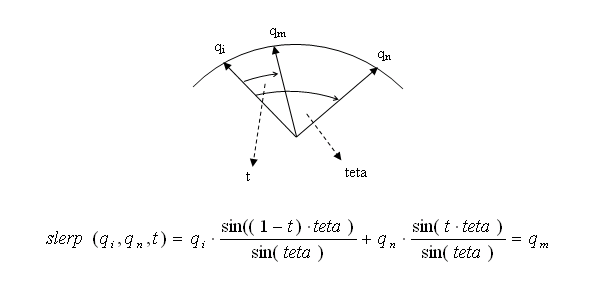 qm
qi
qn
t
teta
slerp (qi,qn,t) = qi · sin((1−t)·teta) / sin(teta) + qn · sin(t·teta) / sin(teta) = qm